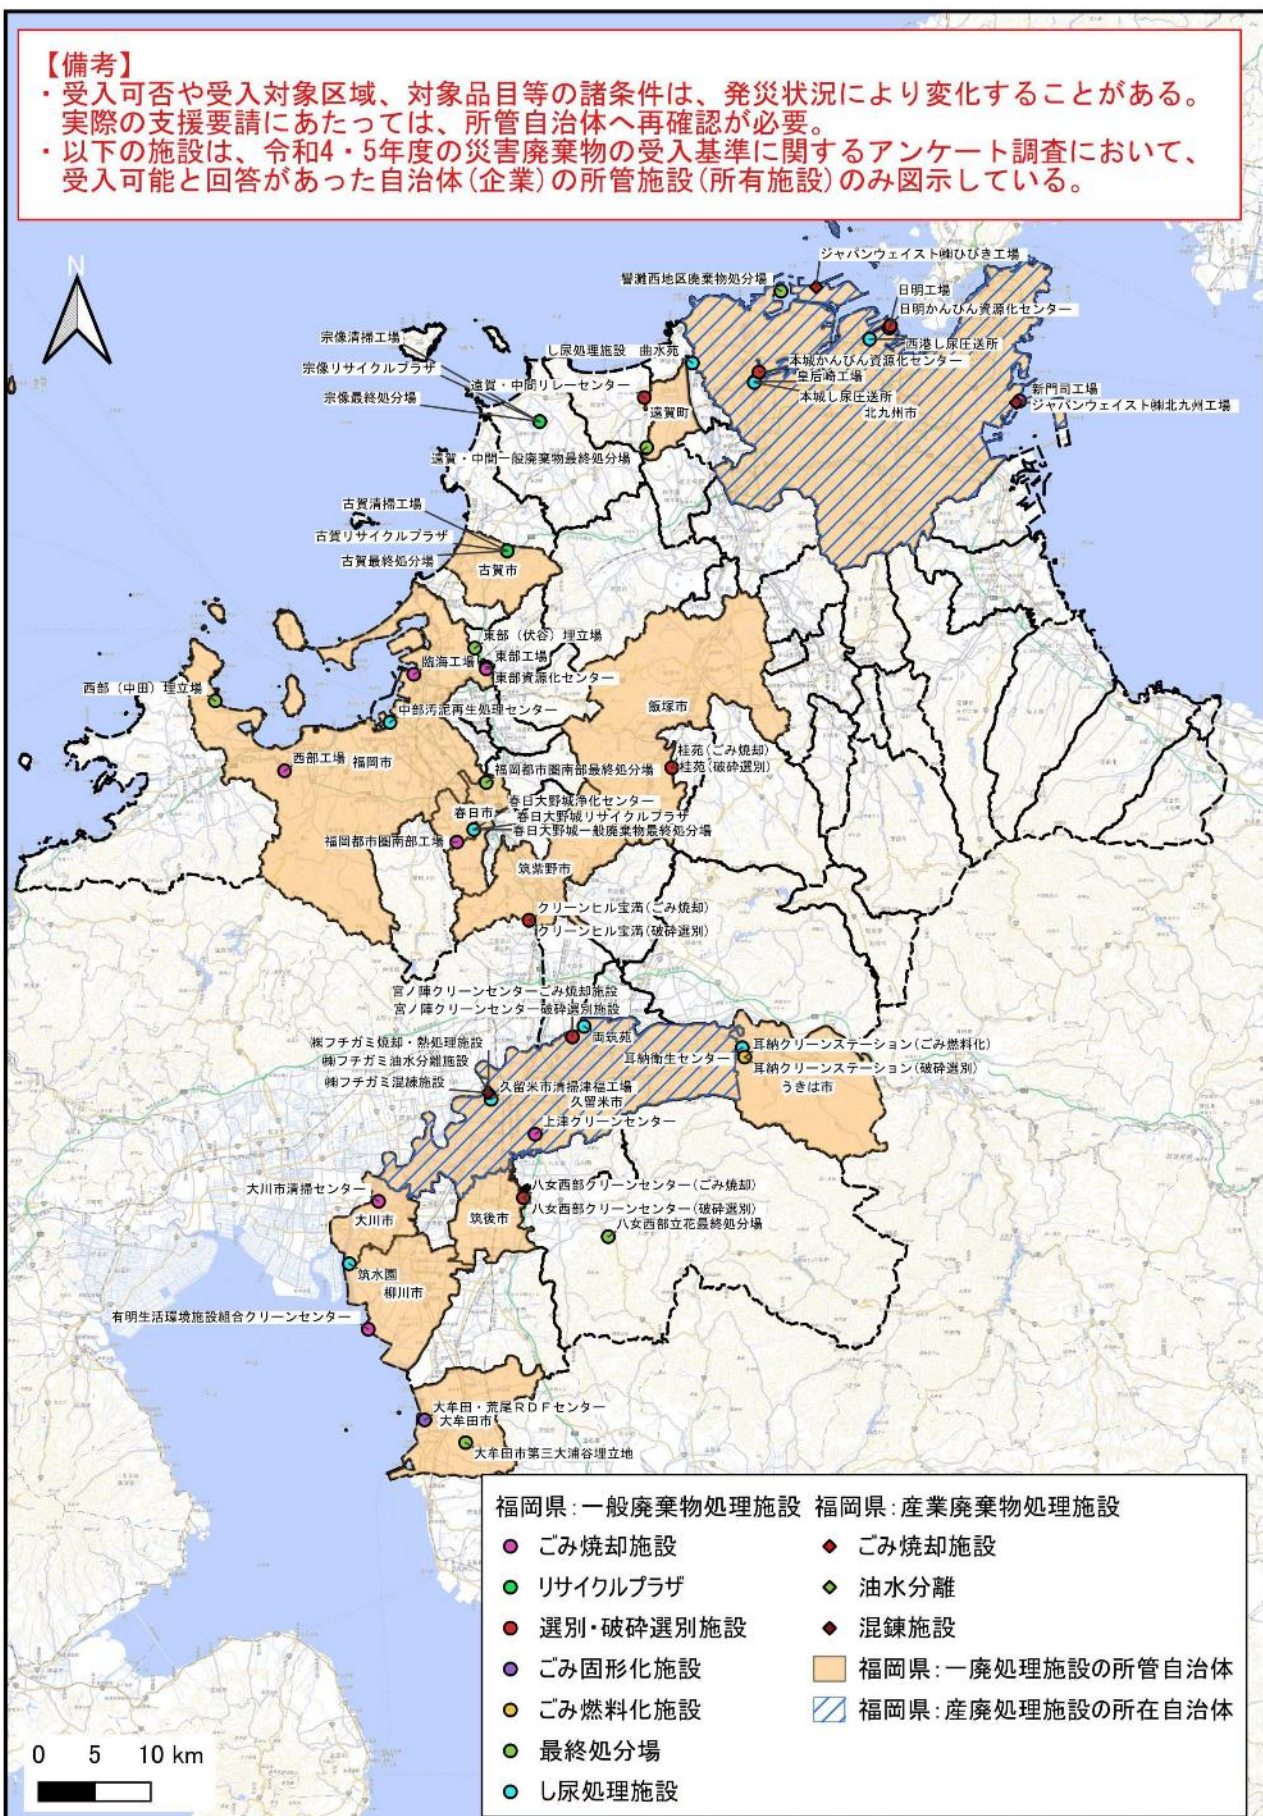 【備考】
・受入可否や受入対象区域、対象品目等の諸条件は、発災状況により変化することがある。
実際の支援要請にあたっては、所管自治体へ再確認が必要。
・以下の施設は、令和4・5年度の災害廃棄物の受入基準に関するアンケート調査において、
受入可能と回答があった自治体(企業)の所管施設(所有施設)のみ図示している。
N
ジャパンウェイスト㈱ひびき工場
響灘西地区廃棄物処分場
日明工場
日明かんびん資源化センター
西港し尿圧送所
宗像清掃工場
し尿処理施設 曲水苑
宗像リサイクルプラザ
本城かんびん資源化センター
遠賀・中間リレーセンター
皇后崎工場
宗像最終処分場
本城し尿圧送所
新門司工場
ジャパンウェイスト㈱北九州工場
遠賀町
北九州市
遠賀・中間一般廃棄物最終処分場
古賀清掃工場
古賀リサイクルプラザ
古賀最終処分場
古賀市
東部（伏谷）埋立場
臨海工場
東部工場
東部資源化センター
西部（中田）埋立場
中部汚泥再生処理センター
飯塚市
西部工場
福岡市
桂苑(ごみ焼却)
桂苑(破砕選別)
福岡都市圏南部最終処分場
春日大野城浄化センター
春日市
春日大野城リサイクルプラザ
春日大野城一般廃棄物最終処分場
福岡都市圏南部工場
筑紫野市
クリーンヒル宝満(ごみ焼却)
クリーンヒル宝満(破砕選別)
宮ノ陣クリーンセンターごみ焼却施設
宮ノ陣クリーンセンター破砕選別施設
㈱フチガミ焼却・熱処理施設
両筑苑
㈱フチガミ油水分離施設
耳納衛生センター
耳納クリーンステーション(ごみ燃料化)
耳納クリーンステーション(破砕選別)
㈱フチガミ混練施設
久留米市清掃津福工場
うきは市
久留米市
上津クリーンセンター
大川市清掃センター
八女西部クリーンセンター(ごみ焼却)
八女西部クリーンセンター(破砕選別)
大川市
筑後市
八女西部立花最終処分場
筑水園
柳川市
有明生活環境施設組合クリーンセンター
大牟田・荒尾RDFセンター
大牟田市
大牟田市第三大浦谷埋立地
福岡県:一般廃棄物処理施設
ごみ焼却施設
リサイクルプラザ
選別・破砕選別施設
ごみ固形化施設
ごみ燃料化施設
最終処分場
し尿処理施設
福岡県:産業廃棄物処理施設
ごみ焼却施設
油水分離
混錬施設
福岡県:一廃処理施設の所管自治体
福岡県:産廃処理施設の所在自治体
0 5 10 km